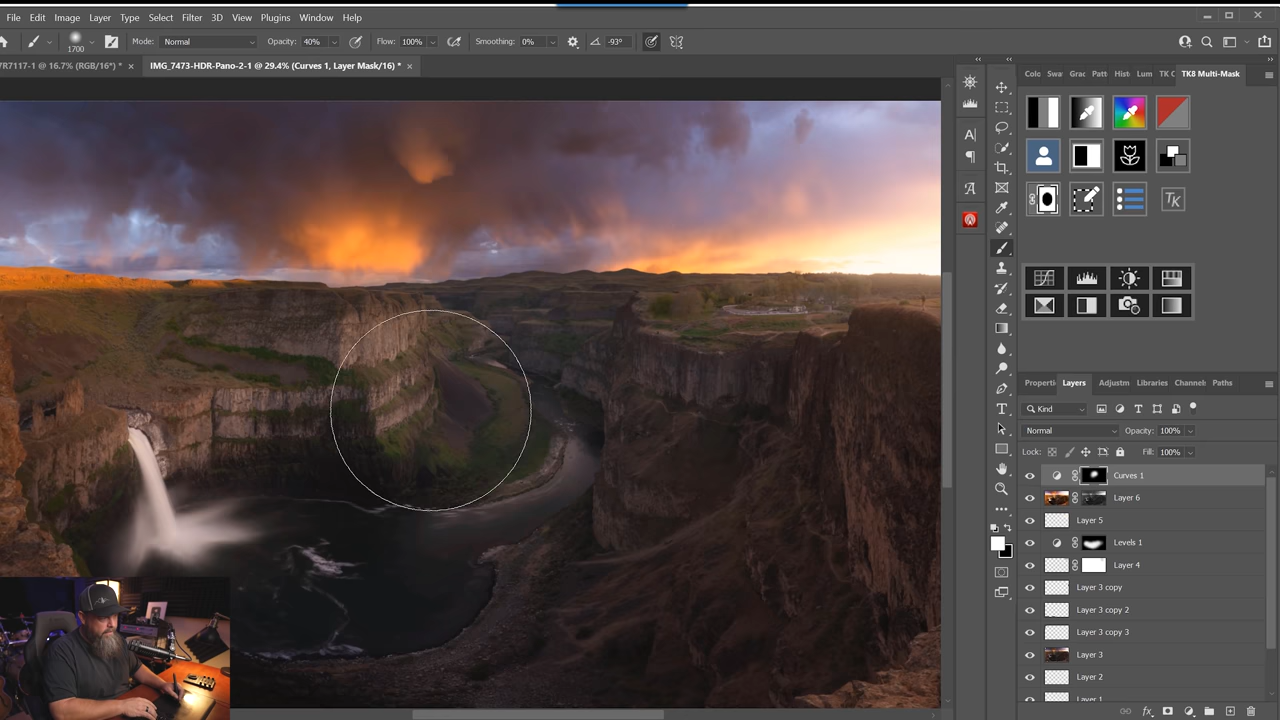 File Edit Image Layer Type Select Filter 3D View Plugins Window Help
1700 Mode: Normal Opacity: 40% Flow: 100% Smoothing: 0% -93°
7R7117-1 @ 16.7% (RGB/16*) * × IMG_7473-HDR-Pano-2-1 @ 29.4% (Curves 1, Layer Mask/16) * ×
Colo Swa Grac Patt Hist Lum TK C TK8 Multi-Mask
TK
Properti Layers Adjustm Libraries Channel Paths
Kind
Normal Opacity: 100%
Lock: Fill: 100%
Curves 1
Layer 6
Layer 5
Levels 1
Layer 4
Layer 3 copy
Layer 3 copy 2
Layer 3 copy 3
Layer 3
Layer 2
Layer 1